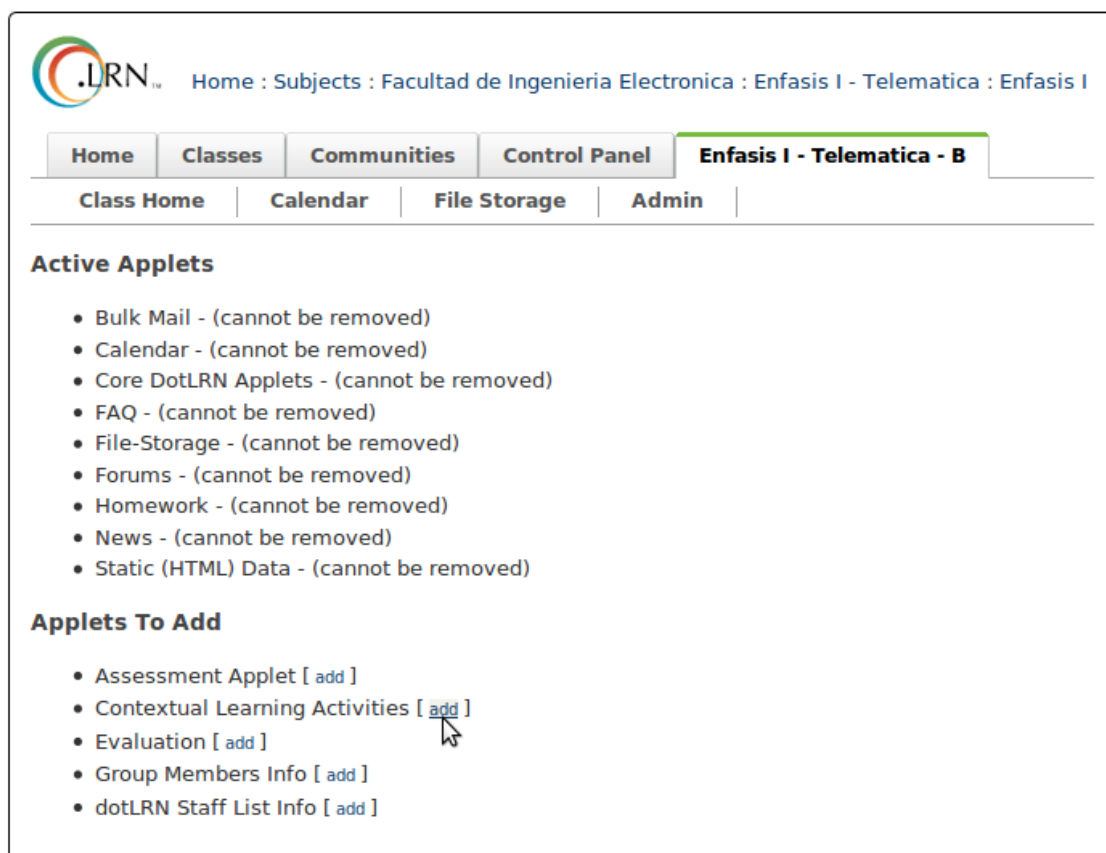 .LRN™
Home : Subjects : Facultad de Ingenieria Electronica : Enfasis I - Telematica : Enfasis I
Home Classes Communities Control Panel Enfasis I - Telematica - B
Class Home Calendar File Storage Admin
Active Applets
• Bulk Mail - (cannot be removed)
• Calendar - (cannot be removed)
• Core DotLRN Applets - (cannot be removed)
• FAQ - (cannot be removed)
• File-Storage - (cannot be removed)
• Forums - (cannot be removed)
• Homework - (cannot be removed)
• News - (cannot be removed)
• Static (HTML) Data - (cannot be removed)
Applets To Add
• Assessment Applet [ add ]
• Contextual Learning Activities [ add ]
• Evaluation [ add ]
• Group Members Info [ add ]
• dotLRN Staff List Info [ add ]